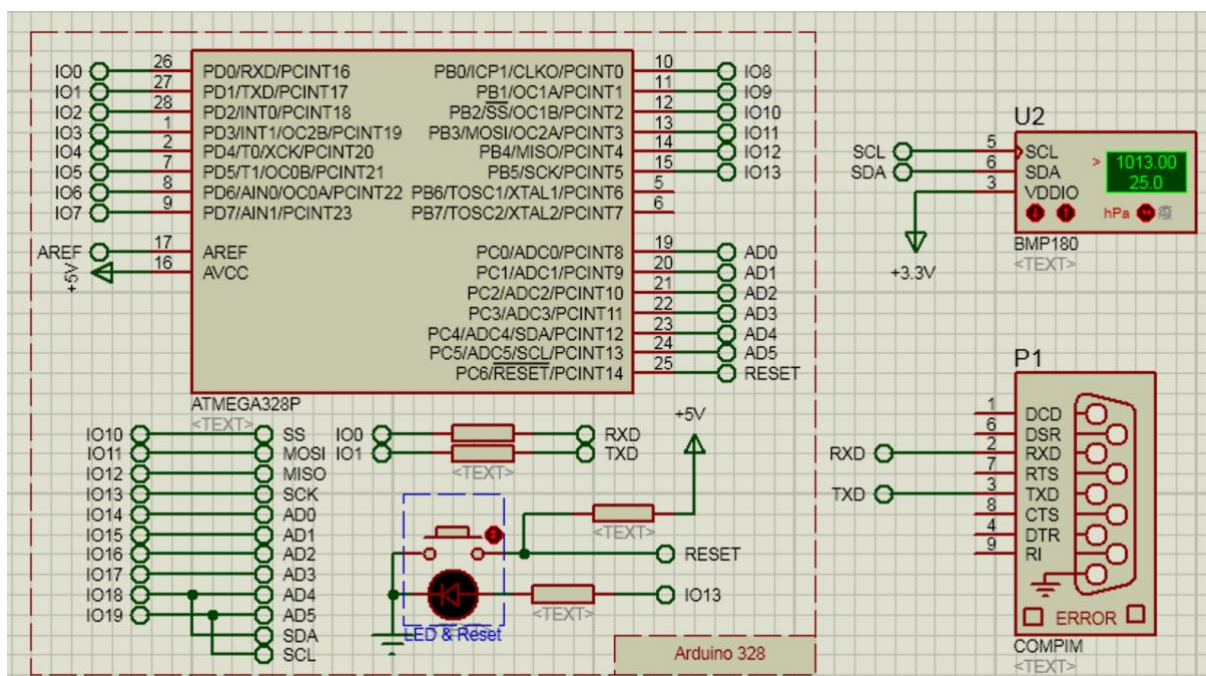 IO0 26 PD0/RXD/PCINT16 PB0/ICP1/CLKO/PCINT0 10 IO8
IO1 27 PD1/TXD/PCINT17 PB1/OC1A/PCINT1 11 IO9
IO2 28 PD2/INT0/PCINT18 PB2/SS/OC1B/PCINT2 12 IO10
IO3 1 PD3/INT1/OC2B/PCINT19 PB3/MOSI/OC2A/PCINT3 13 IO11
IO4 2 PD4/T0/XCK/PCINT20 PB4/MISO/PCINT4 14 IO12
IO5 7 PD5/T1/OC0B/PCINT21 PB5/SCK/PCINT5 15 IO13
IO6 8 PD6/AIN0/OC0A/PCINT22 PB6/TOSC1/XTAL1/PCINT6 5
IO7 9 PD7/AIN1/PCINT23 PB7/TOSC2/XTAL2/PCINT7 6
AREF 17 AREF PC0/ADC0/PCINT8 19 AD0
+5V 16 AVCC PC1/ADC1/PCINT9 20 AD1
PC2/ADC2/PCINT10 21 AD2
PC3/ADC3/PCINT11 22 AD3
PC4/ADC4/SDA/PCINT12 23 AD4
PC5/ADC5/SCL/PCINT13 24 AD5
PC6/RESET/PCINT14 25 RESET
ATMEGA328P
<TEXT>
IO10 SS
IO11 MOSI
IO12 MISO
IO13 SCK
IO14 AD0
IO15 AD1
IO16 AD2
IO17 AD3
IO18 AD4
IO19 AD5
SDA
SCL
IO0 RXD
IO1 TXD
<TEXT>
+5V
<TEXT>
RESET
<TEXT>
IO13
LED & Reset
Arduino 328
U2
SCL 5 SCL
SDA 6 SDA
3 VDDIO
> 1013.00
25.0
hPa
+3.3V
BMP180
<TEXT>
P1
1 DCD
6 DSR
RXD 2 RXD
7 RTS
TXD 3 TXD
8 CTS
4 DTR
9 RI
ERROR
COMPIM
<TEXT>